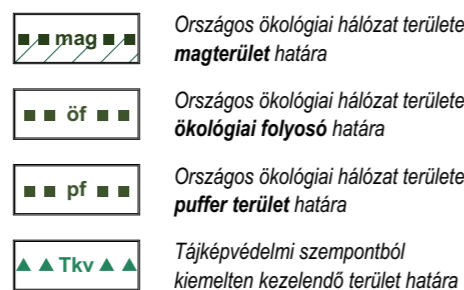 mag
Országos ökológiai hálózat területe
magterület határa
öf
Országos ökológiai hálózat területe
ökológiai folyosó határa
pf
Országos ökológiai hálózat területe
puffer terület határa
Tkv
Tájképvédelmi szempontból
kiemelten kezelendő terület határa